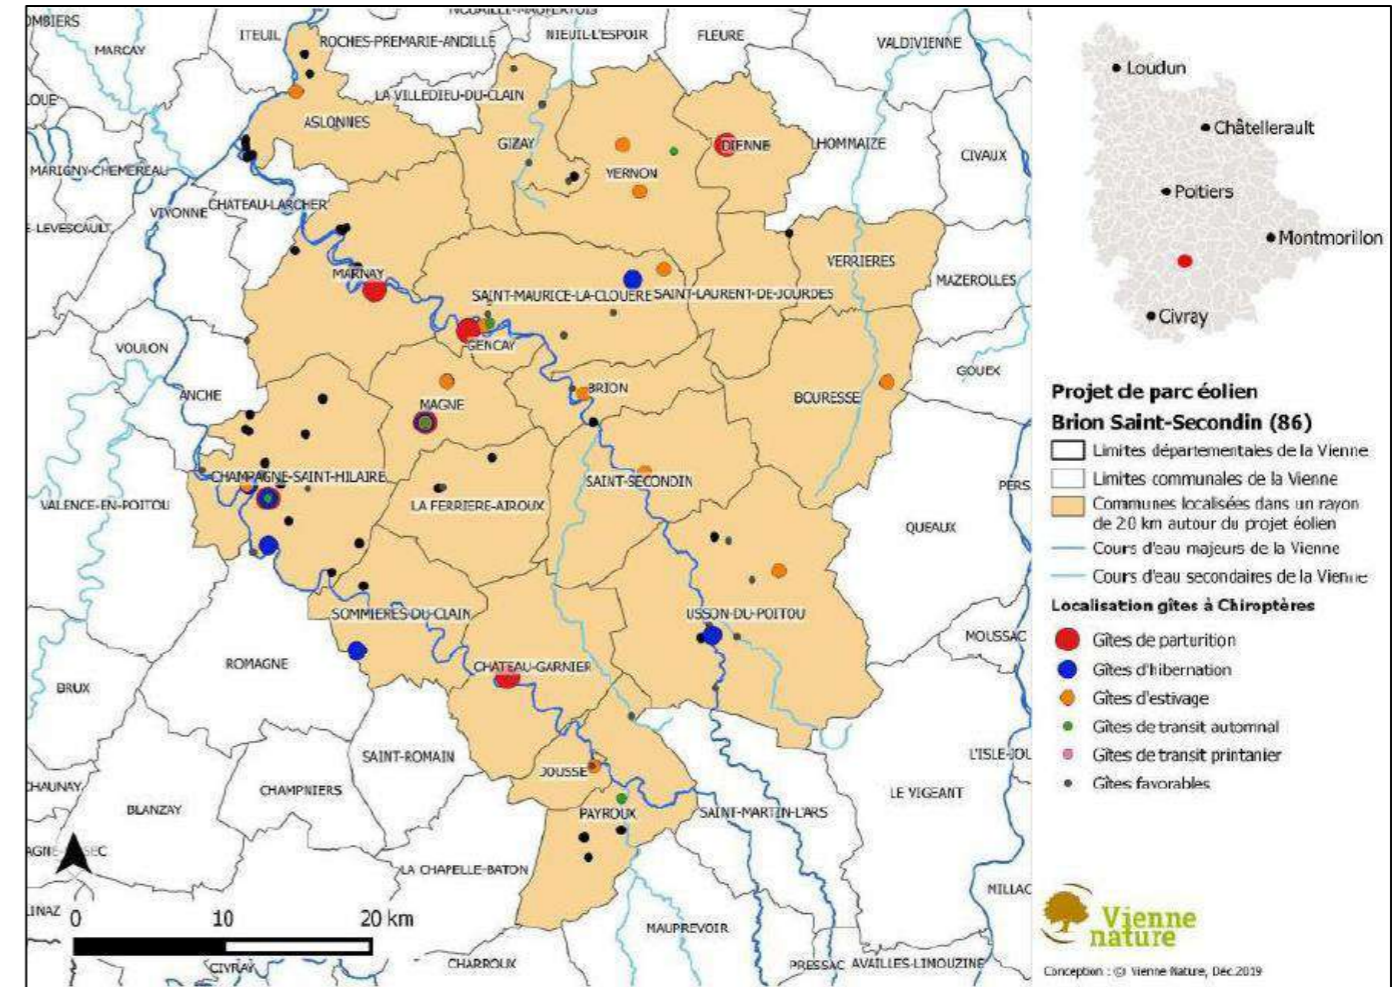 MARCAY
ITEUIL
ROCHES-PREMARIE-ANDILLE
NIEUIL-L'ESPOIR
FLEURE
VALDIVIENNE
LA VILLEDIEU-DU-CLAIN
ASLONNES
GIZAY
VERNON
DIENNE
LHOMMAIZE
CIVAUX
MARIGNY-CHEMEREAU
VIVONNE
CHATEAU-LARCHER
MARNAY
VERRIERES
MAZEROLLES
SAINT-MAURICE-LA-CLOUERE
SAINT-LAURENT-DE-JOURDES
GENCAY
VOULON
ANCHE
MAGNE
BRION
BOURESSE
GOUEX
CHAMPAGNE-SAINT-HILAIRE
SAINT-SECONDIN
VALENCE-EN-POITOU
LA FERRIERE-AIROUX
QUEAUX
PERS
SOMMIERES-DU-CLAIN
USSON-DU-POITOU
MOUSSAC
ROMAGNE
CHATEAU-GARNIER
BRUX
SAINT-ROMAIN
L'ISLE-JOU
CHAUNAY
JOUSSE
BLANZAY
CHAMPNIERS
PAYROUX
SAINT-MARTIN-L'ARS
LE VIGEANT
LA CHAPELLE-BATON
MILLAC
LINAZ
MAUPREVOIR
CIVRAY
CHARROUX
PRESSAC
AVAILLES-LIMOUZINE
0 10 20 km
Loudun
Châtellerault
Poitiers
Montmorillon
Civray
Projet de parc éolien
Brion Saint-Secondin (86)
Limites départementales de la Vienne
Limites communales de la Vienne
Communes localisées dans un rayon
de 20 km autour du projet éolien
Cours d'eau majeurs de la Vienne
Cours d'eau secondaires de la Vienne
Localisation gîtes à Chiroptères
Gîtes de parturition
Gîtes d'hibernation
Gîtes d'estivage
Gîtes de transit automnal
Gîtes de transit printanier
Gîtes favorables
Vienne
nature
Conception : © Vienne Nature, Déc.2019